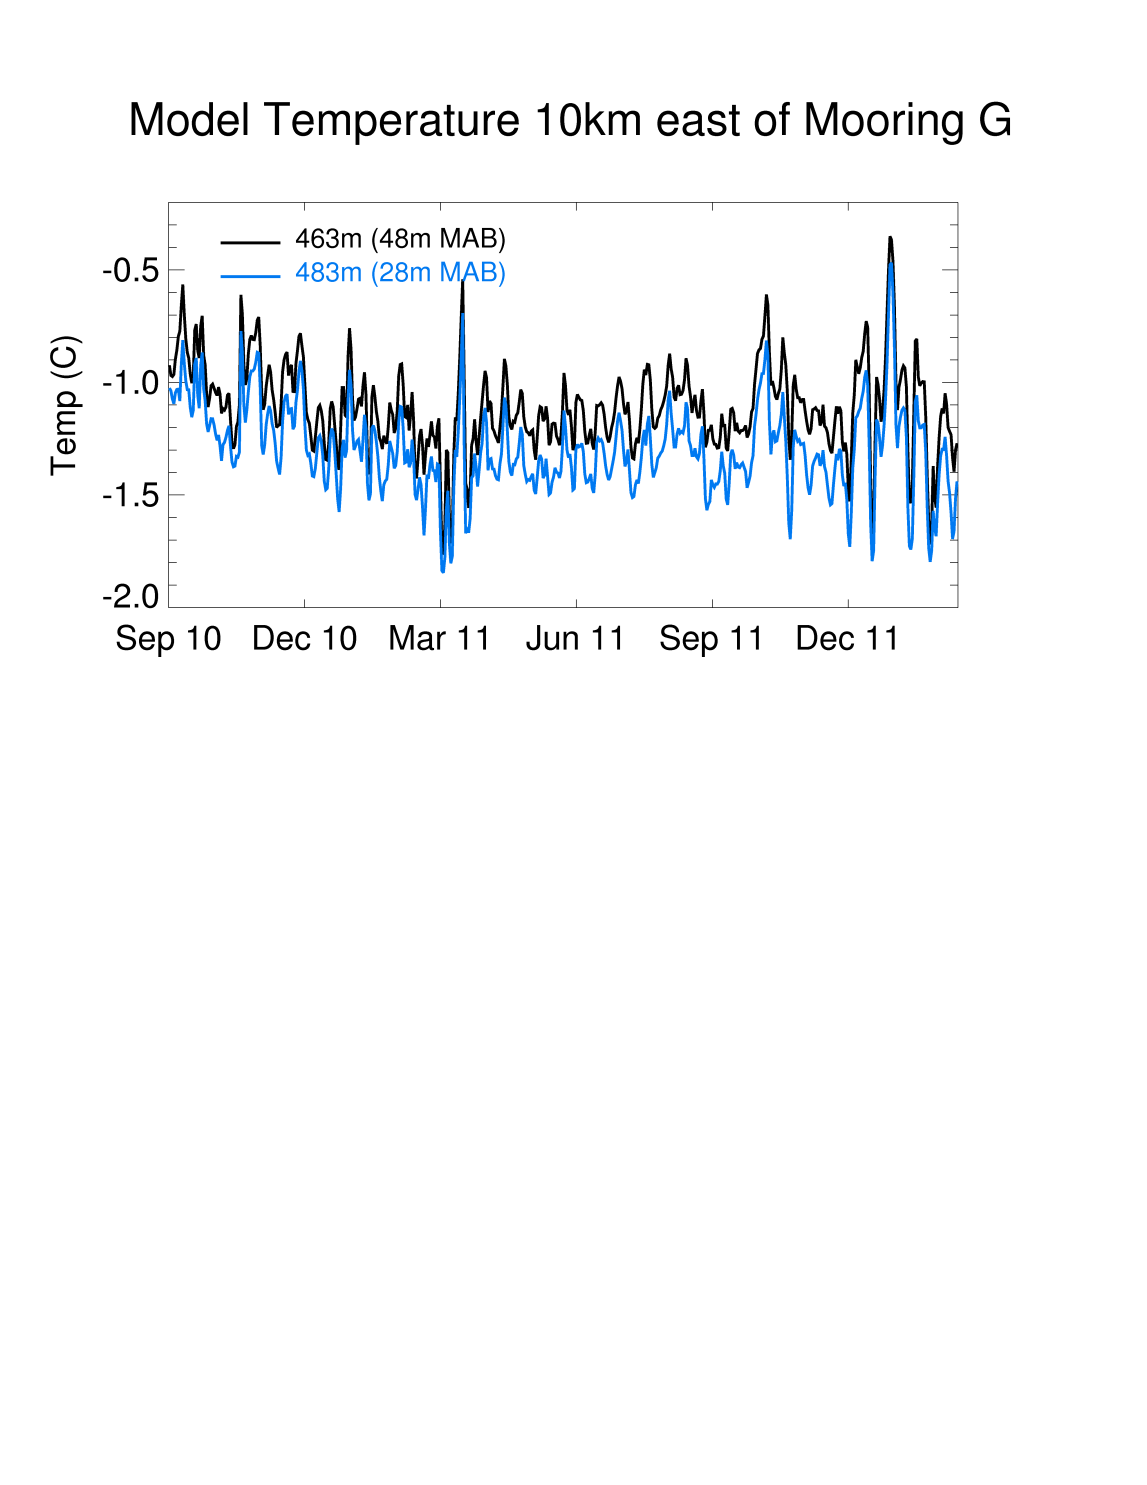 Model Temperature 10km east of Mooring G
463m (48m MAB)
483m (28m MAB)
Temp (C)
-0.5
-1.0
-1.5
-2.0
Sep 10 Dec 10 Mar 11 Jun 11 Sep 11 Dec 11